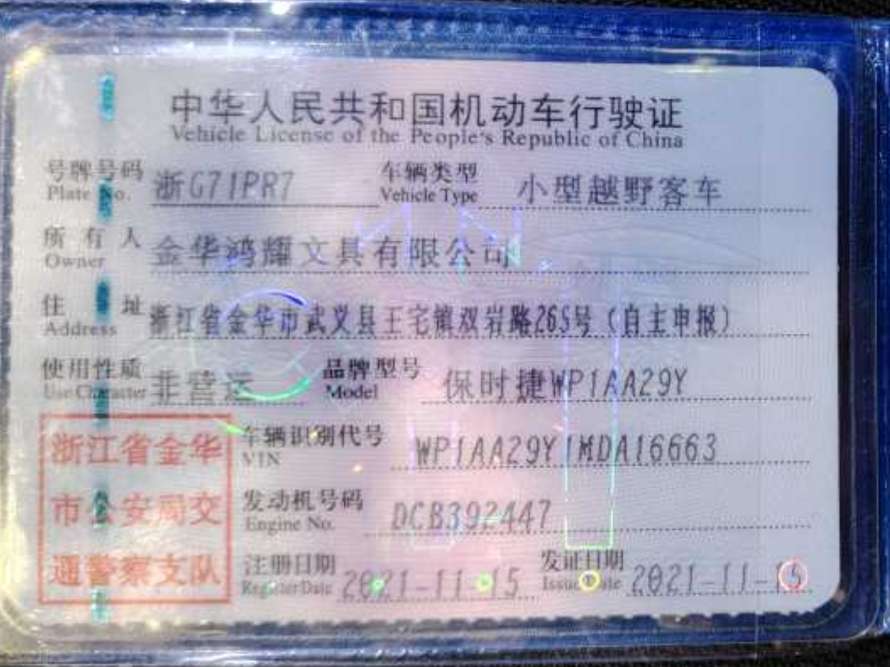 中华人民共和国机动车行驶证
Vehicle License of the People's Republic of China
号牌号码 浙G71PR7 车辆类型 小型越野客车
Plate No. Vehicle Type
所有人 金华鸿耀文具有限公司
Owner
住址 浙江省金华市武义县王宅镇双岩路265号（自主申报）
Address
使用性质 非营运 品牌型号 保时捷WP1AA29Y
Use Character Model
浙江省金华 车辆识别代号 WP1AA29Y1MDA16663
VIN
市公安局交 发动机号码 DCB392447
Engine No.
通警察支队 注册日期 2021-11-15 发证日期 2021-11-15
Register Date Issue Date